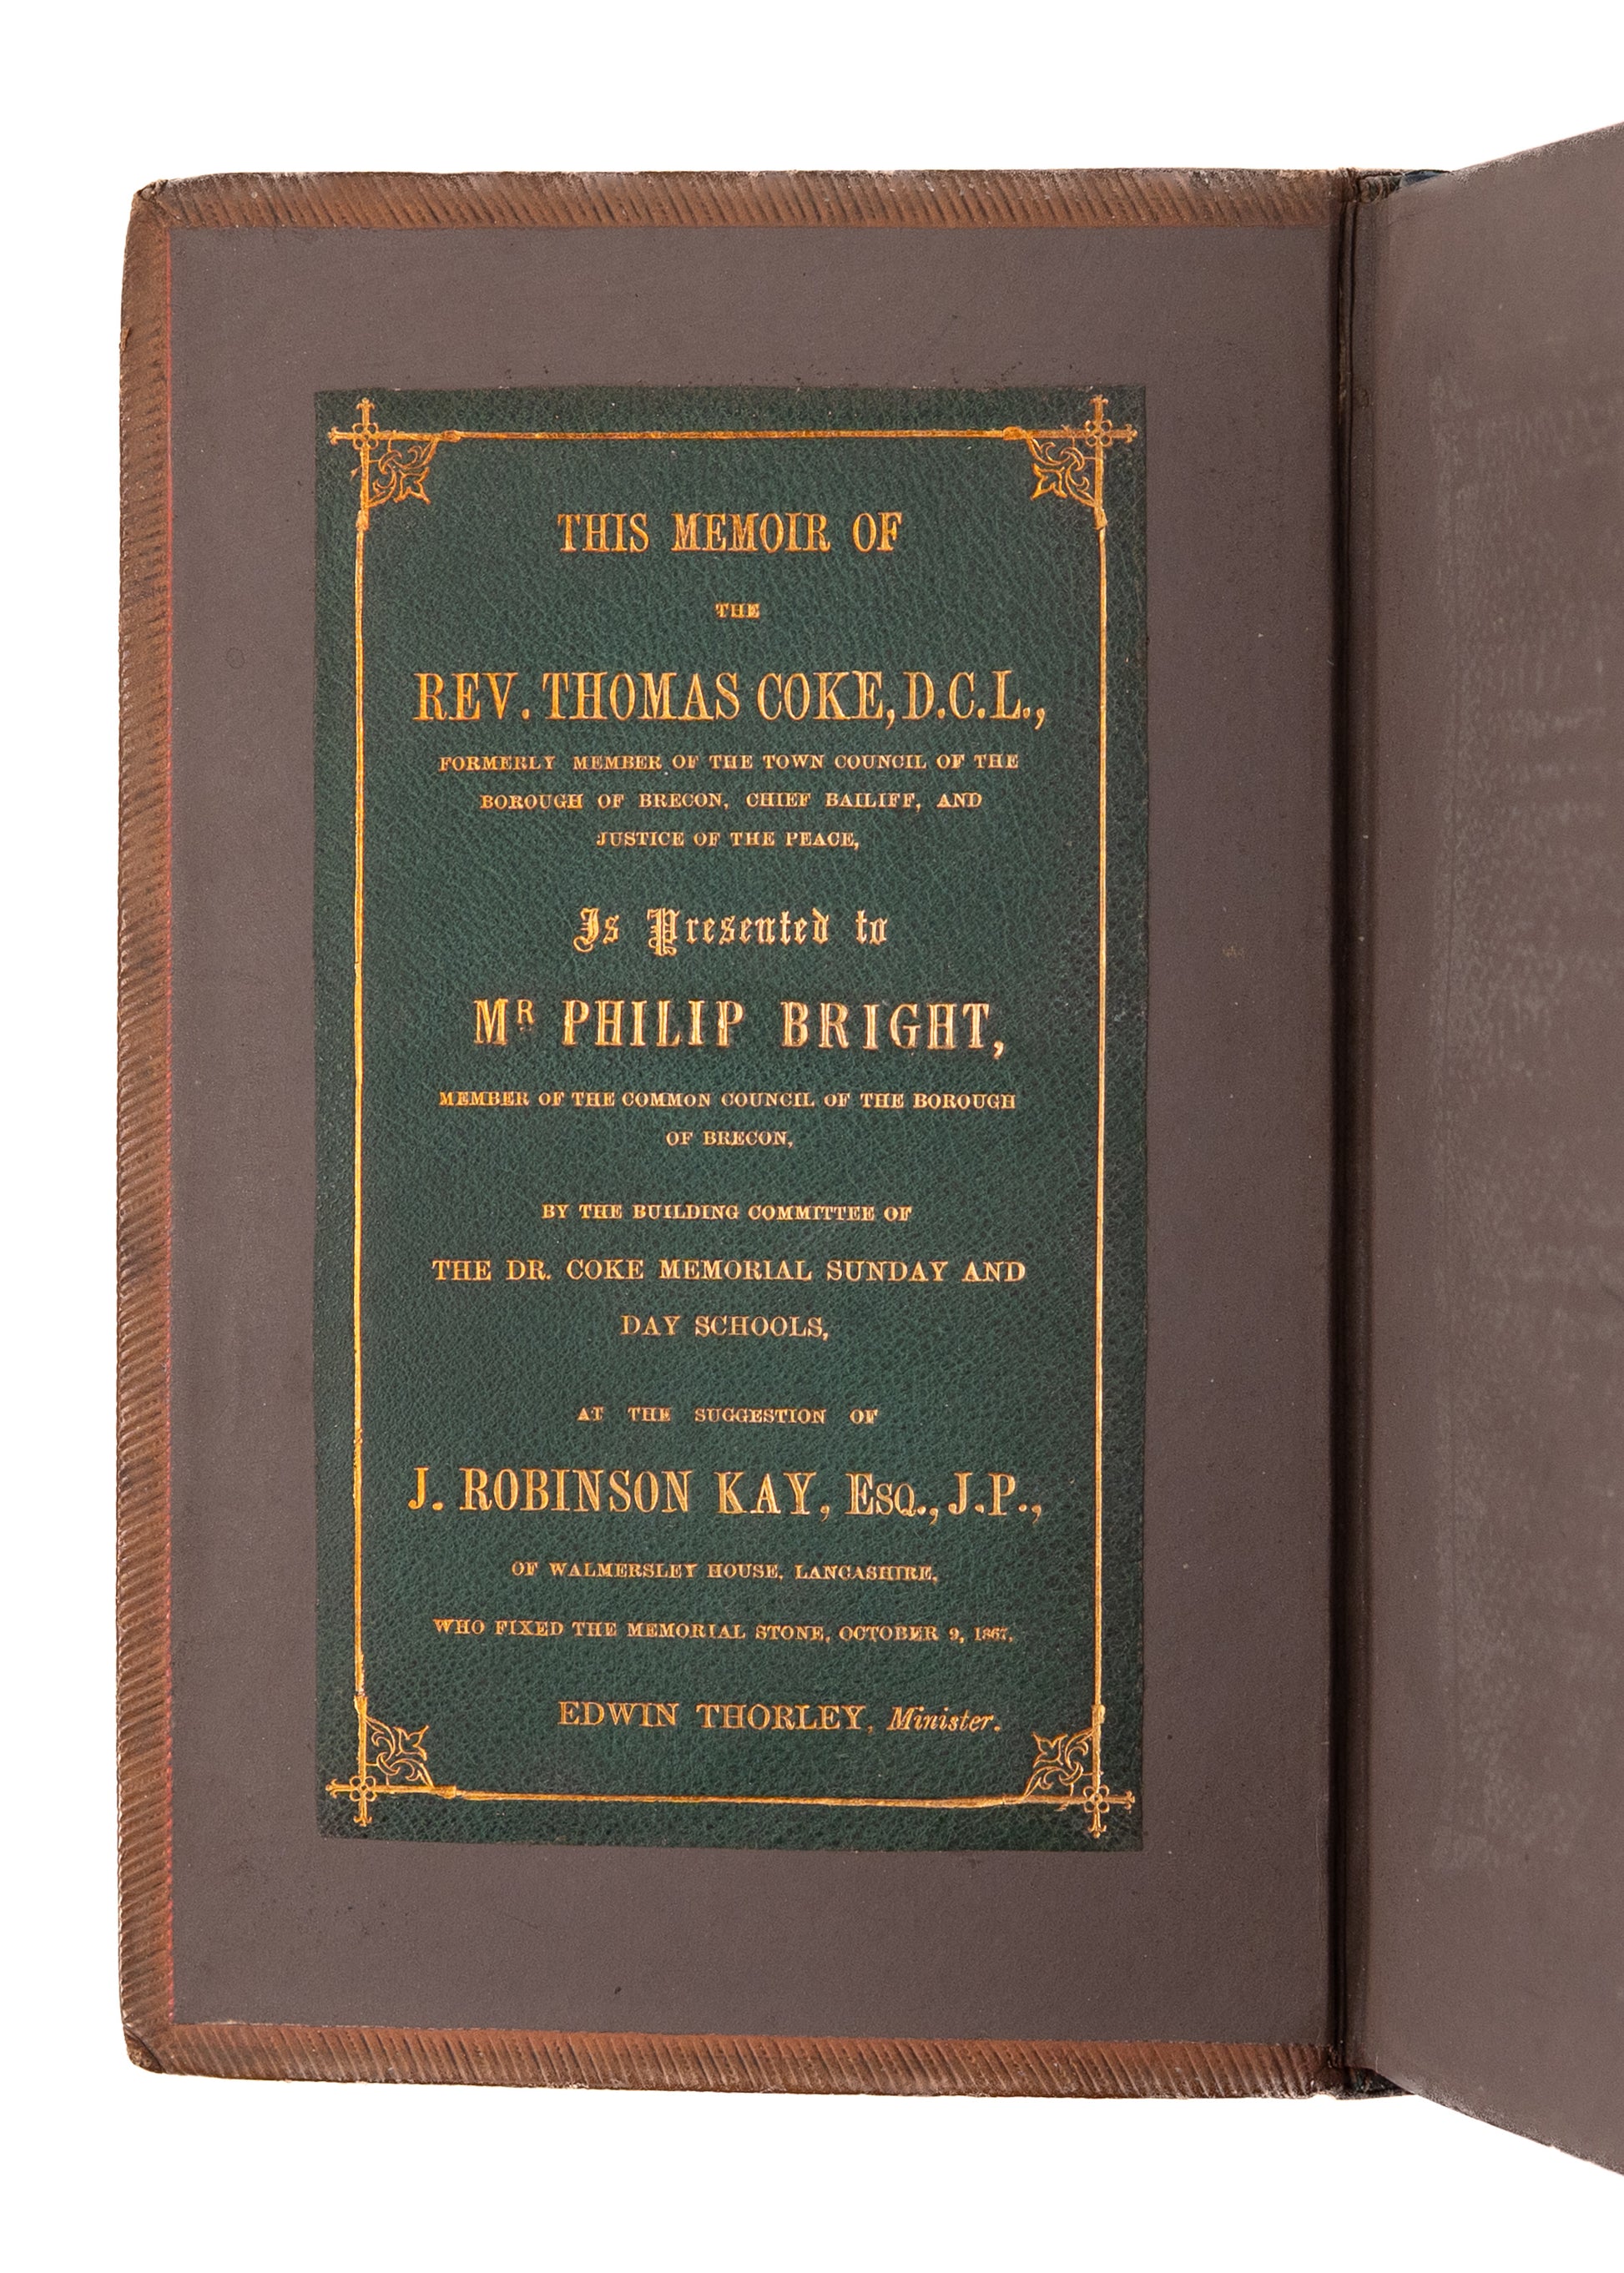 THIS MEMOIR OF
THE
REV. THOMAS COKE, D.C.L.,
FORMERLY MEMBER OF THE TOWN COUNCIL OF THE
BOROUGH OF BRECON, CHIEF BAILIFF, AND
JUSTICE OF THE PEACE,
Is Presented to
MR PHILIP BRIGHT,
MEMBER OF THE COMMON COUNCIL OF THE BOROUGH
OF BRECON,
BY THE BUILDING COMMITTEE OF
THE DR. COKE MEMORIAL SUNDAY AND
DAY SCHOOLS,
AT THE SUGGESTION OF
J. ROBINSON KAY, ESQ., J.P.,
OF WALMERSLEY HOUSE, LANCASHIRE,
WHO FIXED THE MEMORIAL STONE, OCTOBER 9, 1867.
EDWIN THORLEY, Minister.